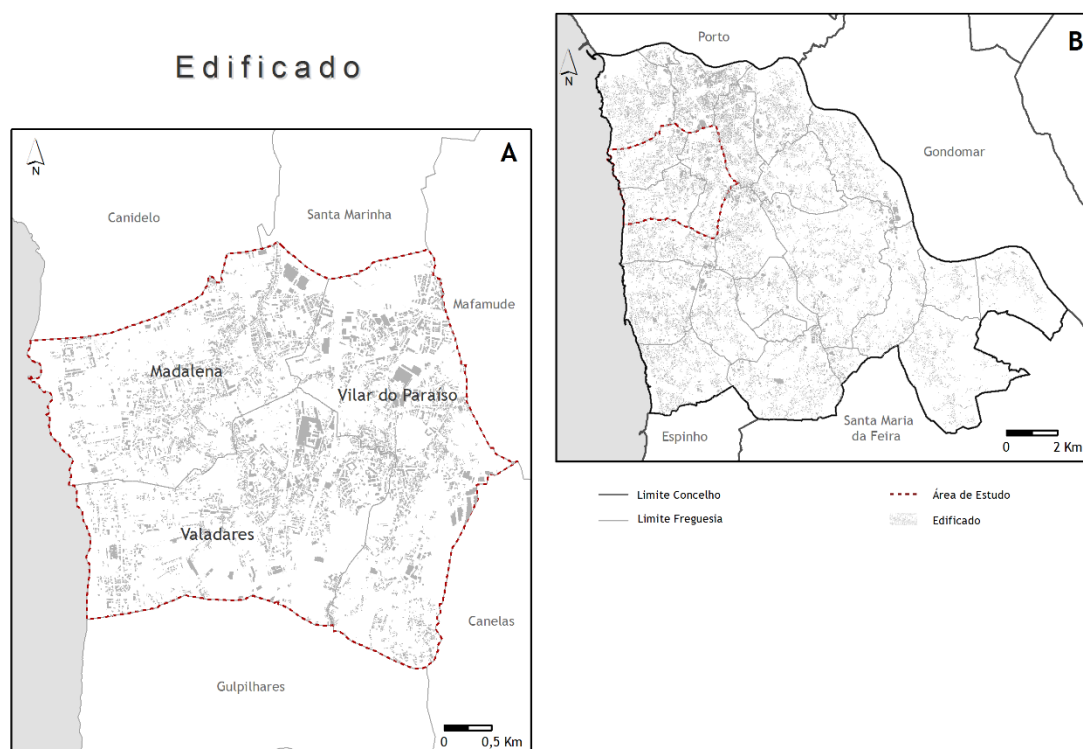 Edificado
A
N
Canidelo
Santa Marinha
Mafamude
Madalena
Vilar do Paraíso
Valadares
Canelas
Gulpilhares
0 0,5 Km
B
N
Porto
Gondomar
Santa Maria
da Feira
Espinho
0 2 Km
Limite Concelho
Limite Freguesia
Área de Estudo
Edificado